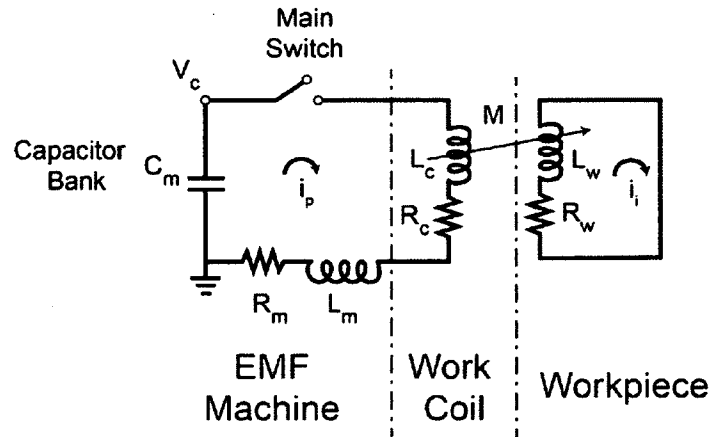 Main
Switch
V_c
M
Capacitor
Bank
C_m
i_p
L_c
L_w
i_i
R_c
R_w
R_m
L_m
EMF
Machine
Work
Coil
Workpiece